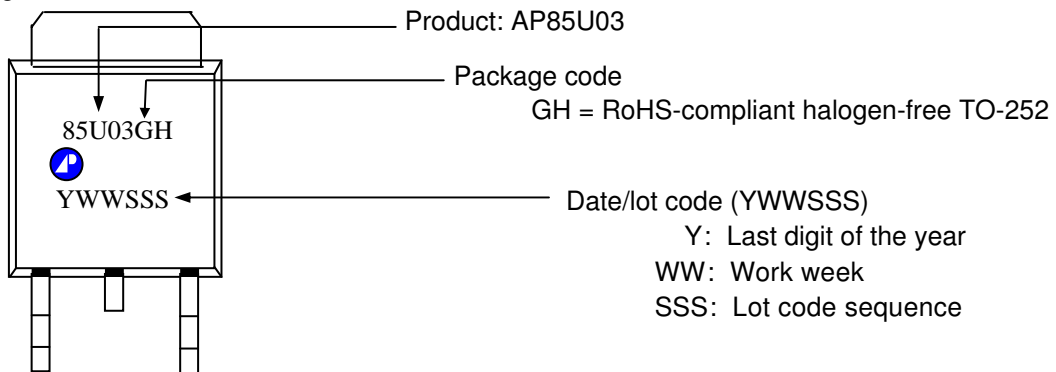 Product: AP85U03
Package code
GH = RoHS-compliant halogen-free TO-252
85U03GH
YWWSSS
Date/lot code (YWWSSS)
Y: Last digit of the year
WW: Work week
SSS: Lot code sequence